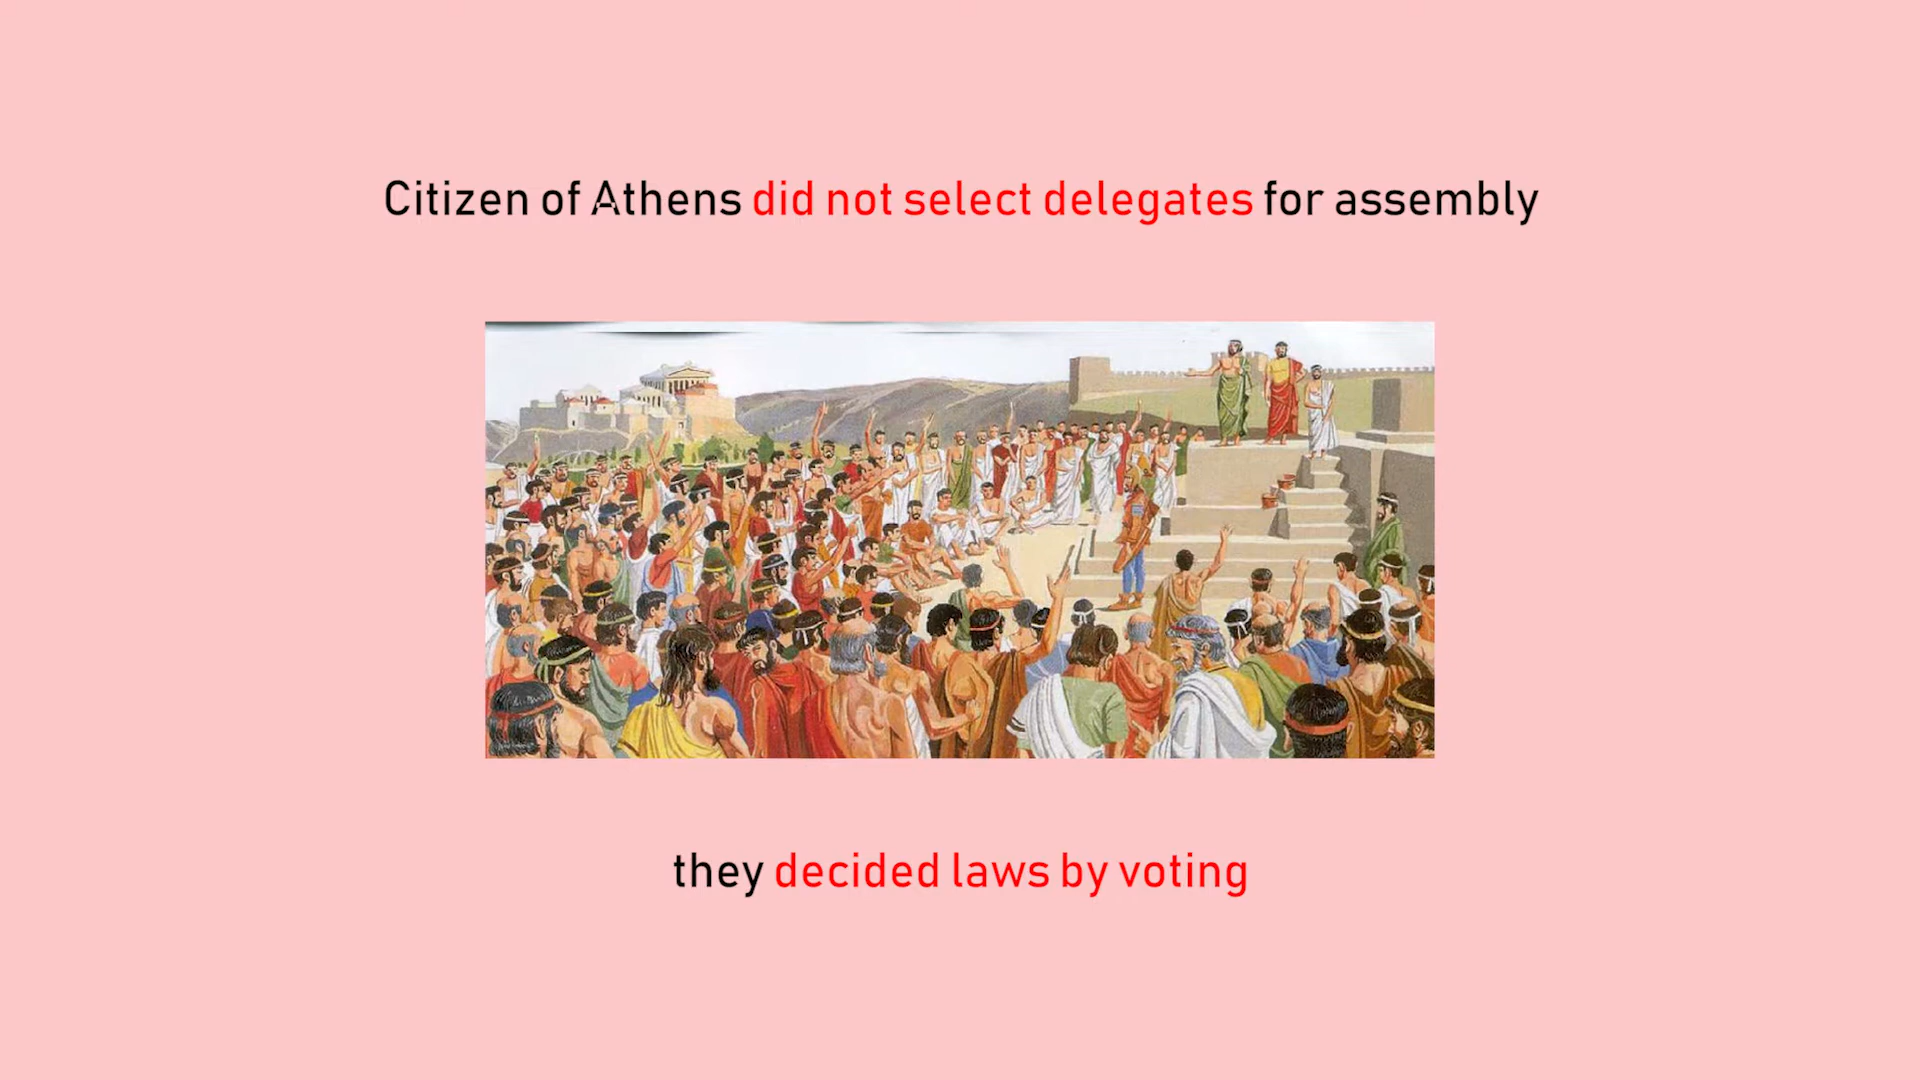 Citizen of Athens did not select delegates for assembly
they decided laws by voting